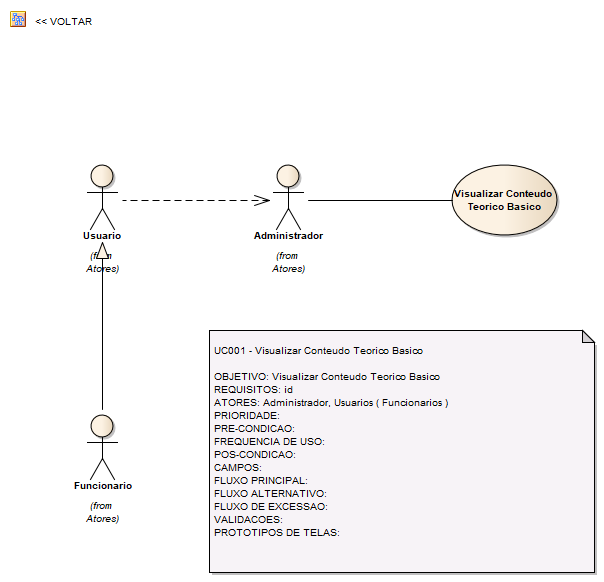 << VOLTAR
Visualizar Conteudo
Teorico Basico
Usuario
(from
Atores)
Administrador
(from
Atores)
UC001 - Visualizar Conteudo Teorico Basico
OBJETIVO: Visualizar Conteudo Teorico Basico
REQUISITOS: id
ATORES: Administrador, Usuarios ( Funcionarios )
PRIORIDADE:
PRE-CONDICAO:
FREQUENCIA DE USO:
POS-CONDICAO:
CAMPOS:
FLUXO PRINCIPAL:
FLUXO ALTERNATIVO:
FLUXO DE EXCESSAO:
VALIDACOES:
PROTOTIPOS DE TELAS:
Funcionario
(from
Atores)